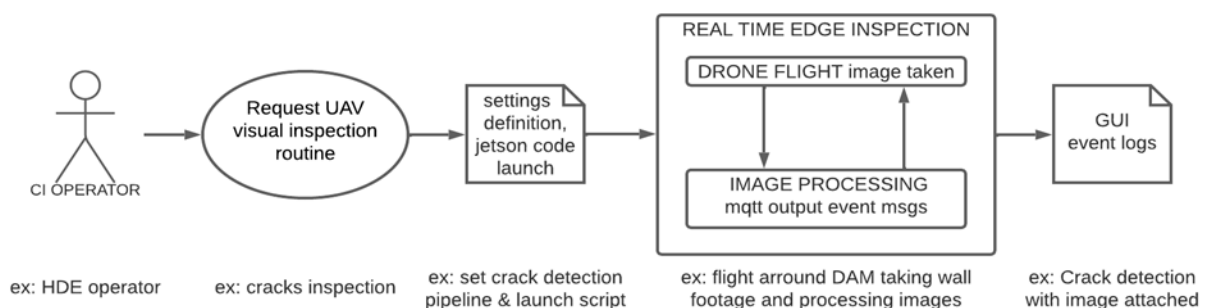 REAL TIME EDGE INSPECTION
DRONE FLIGHT image taken
Request UAV
visual inspection
routine
settings
definition,
jetson code
launch
GUI
event logs
CI OPERATOR
IMAGE PROCESSING
mqtt output event msgs
ex: HDE operator
ex: cracks inspection
ex: set crack detection
pipeline & launch script
ex: flight arround DAM taking wall
footage and processing images
ex: Crack detection
with image attached